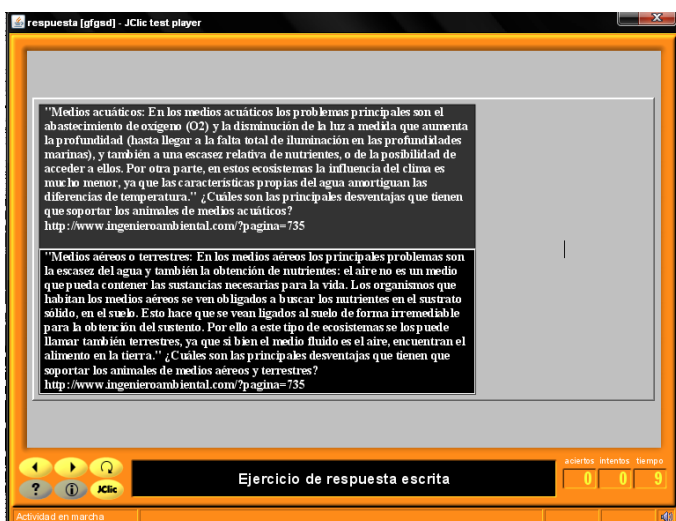 respuesta [gfgsd] - JClic test player
"Medios acuáticos: En los medios acuáticos los problemas principales son el
abastecimiento de oxígeno (O2) y la disminución de la luz a medida que aumenta
la profundidad (hasta llegar a la falta total de iluminación en las profundidades
marinas), y también a una escasez relativa de nutrientes, o de la posibilidad de
acceder a ellos. Por otra parte, en estos ecosistemas la influencia del clima es
mucho menor, ya que las características propias del agua amortiguan las
diferencias de temperatura." ¿Cuáles son las principales desventajas que tienen
que soportar los animales de medios acuáticos?
http://www.ingenieroambiental.com/?pagina=735
"Medios aéreos o terrestres: En los medios aéreos los principales problemas son
la escasez del agua y también la obtención de nutrientes: el aire no es un medio
que pueda contener las sustancias necesarias para la vida. Los organismos que
habitan los medios aéreos se ven obligados a buscar los nutrientes en el sustrato
sólido, en el suelo. Esto hace que se vean ligados al suelo de forma irremediable
para la obtención del sustento. Por ello a este tipo de ecosistemas se los puede
llamar también terrestres, ya que si bien el medio fluido es el aire, encuentran el
alimento en la tierra." ¿Cuáles son las principales desventajas que tienen que
soportar los animales de medios aéreos y terrestres?
http://www.ingenieroambiental.com/?pagina=735
aciertos intentos tiempo
0 0 9
? i JClic
Ejercicio de respuesta escrita
Actividad en marcha